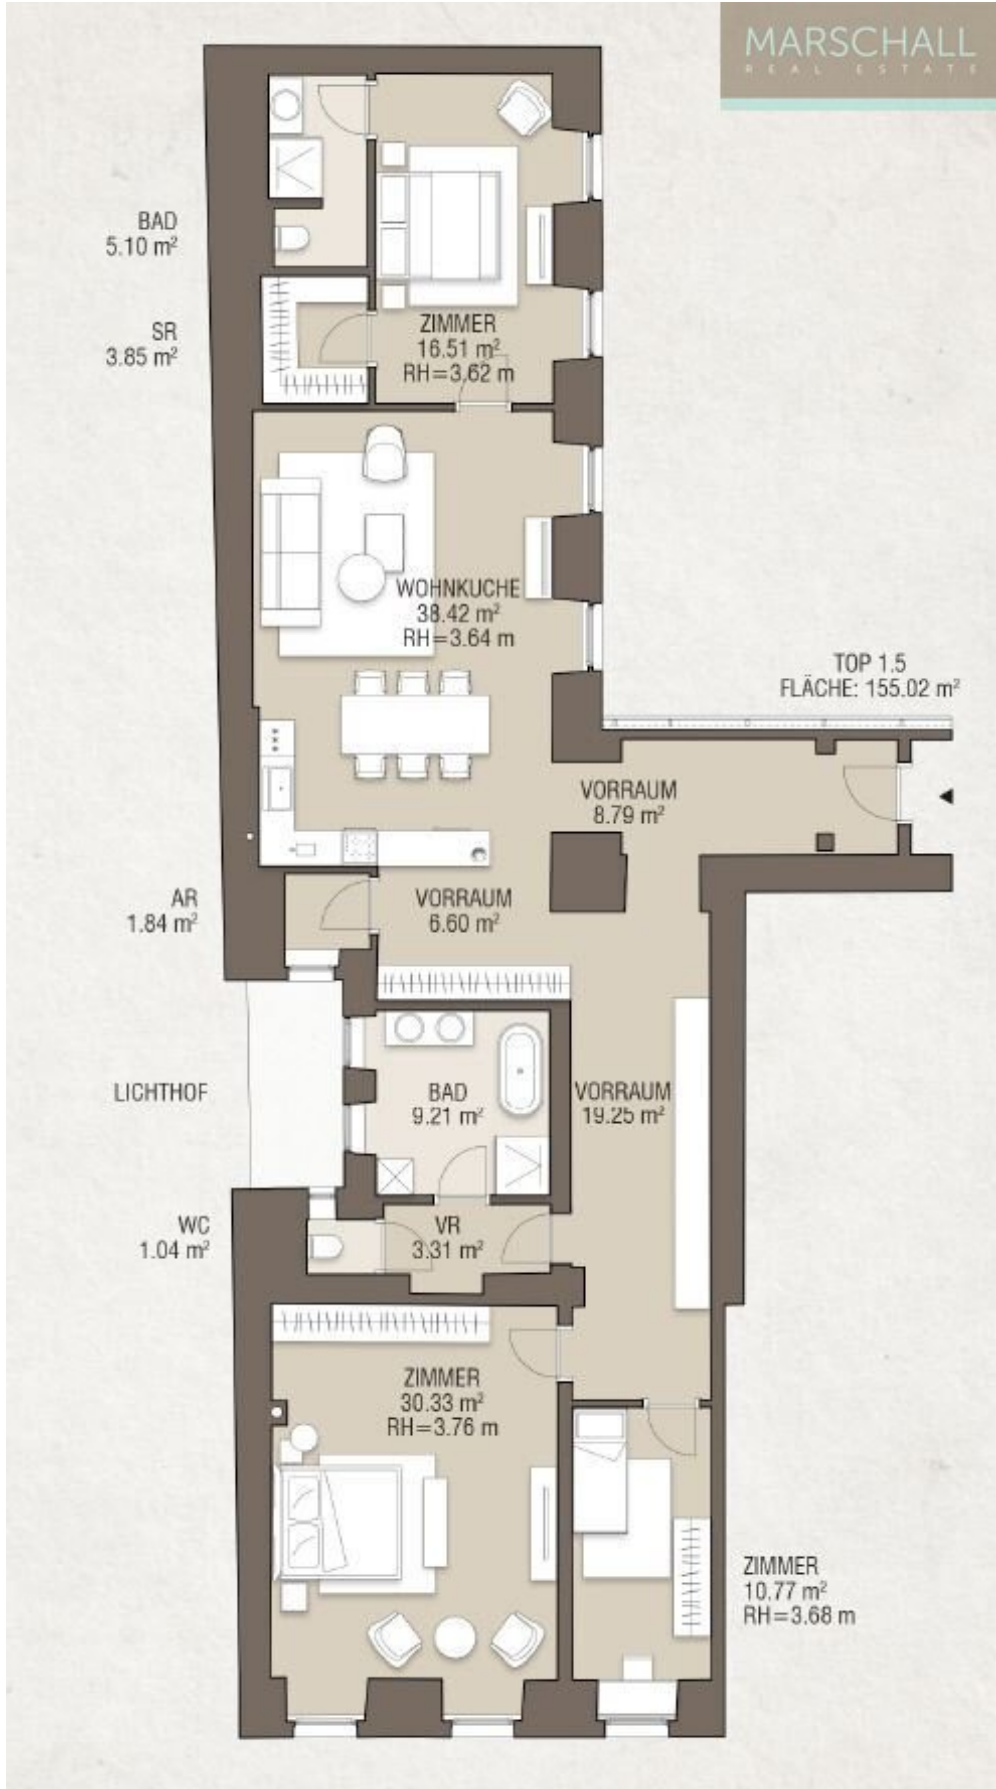 MARSCHALL
REAL ESTATE
BAD
5.10 m²
SR
3.85 m²
ZIMMER
16.51 m²
RH=3.62 m
WOHNKUCHE
38.42 m²
RH=3.64 m
TOP 1.5
FLÄCHE: 155.02 m²
VORRAUM
8.79 m²
AR
1.84 m²
VORRAUM
6.60 m²
LICHTHOF
BAD
9.21 m²
VORRAUM
19.25 m²
WC
1.04 m²
VR
3.31 m²
ZIMMER
30.33 m²
RH=3.76 m
ZIMMER
10.77 m²
RH=3.68 m